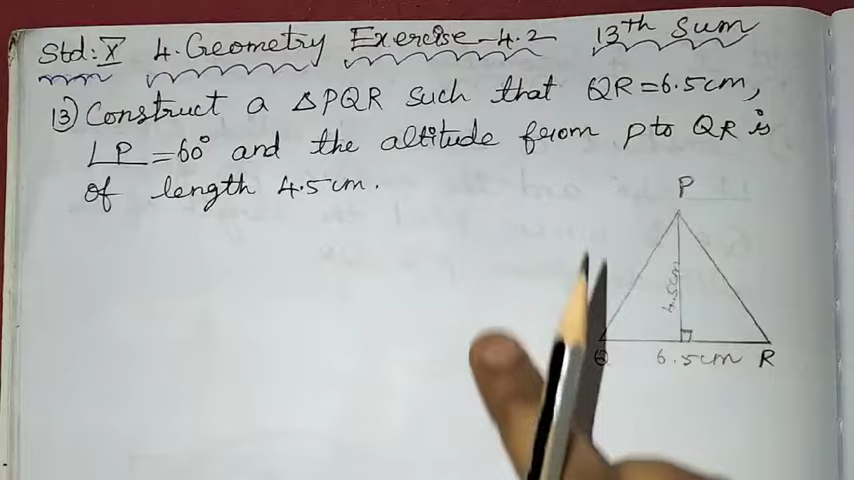 Std: X 4. Geometry Exercise-4.2 13th Sum
13) Construct a △PQR such that QR=6.5cm,
∠P=60° and the altitude from P to QR is
of length 4.5cm.
P
4.5cm
Q 6.5cm R